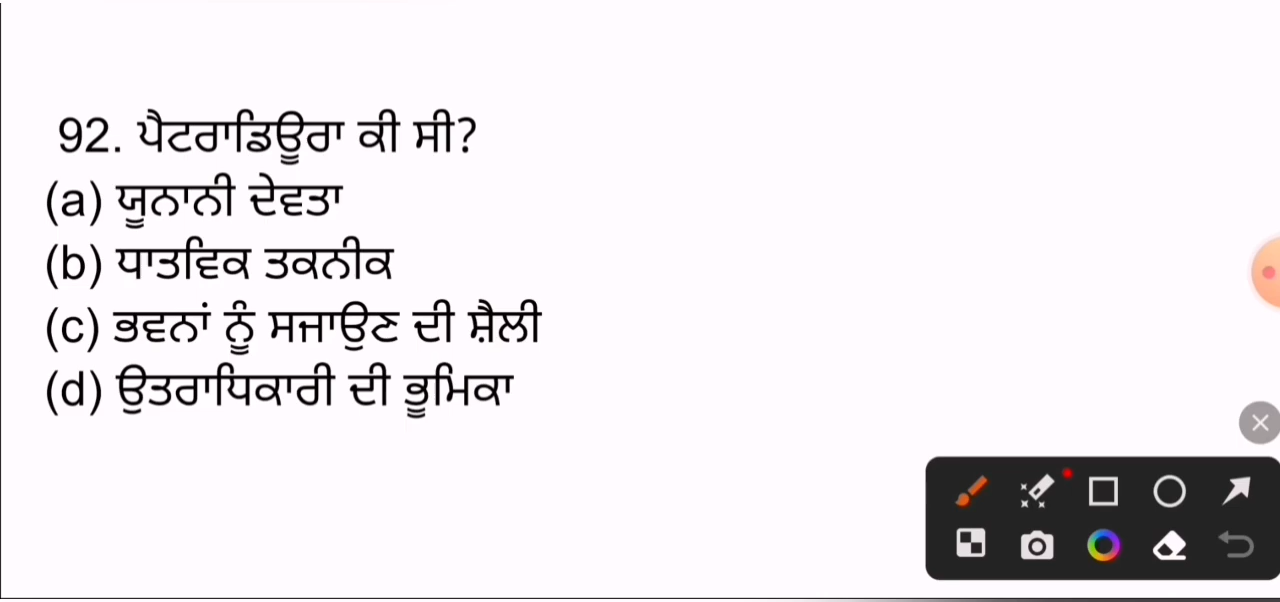 92. ਪੈਟਰਾਡਿਊਰਾ ਕੀ ਸੀ?
(a) ਯੂਨਾਨੀ ਦੇਵਤਾ
(b) ਧਾਤਵਿਕ ਤਕਨੀਕ
(c) ਭਵਨਾਂ ਨੂੰ ਸਜਾਉਣ ਦੀ ਸ਼ੈਲੀ
(d) ਉਤਰਾਧਿਕਾਰੀ ਦੀ ਭੂਮਿਕਾ